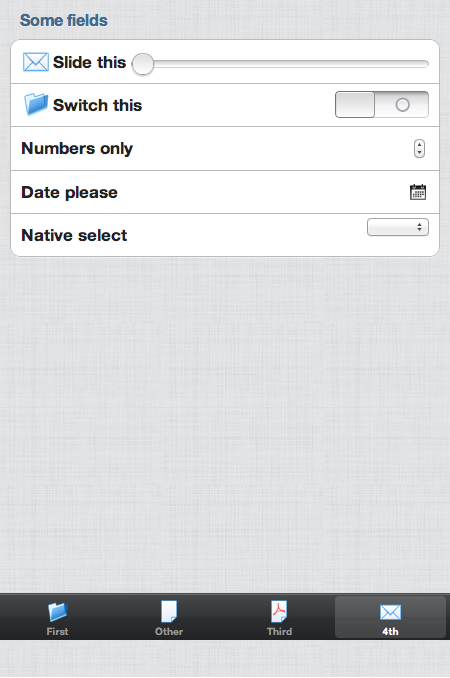 Some fields
Slide this
Switch this
Numbers only
Date please
Native select
First
Other
Third
4th